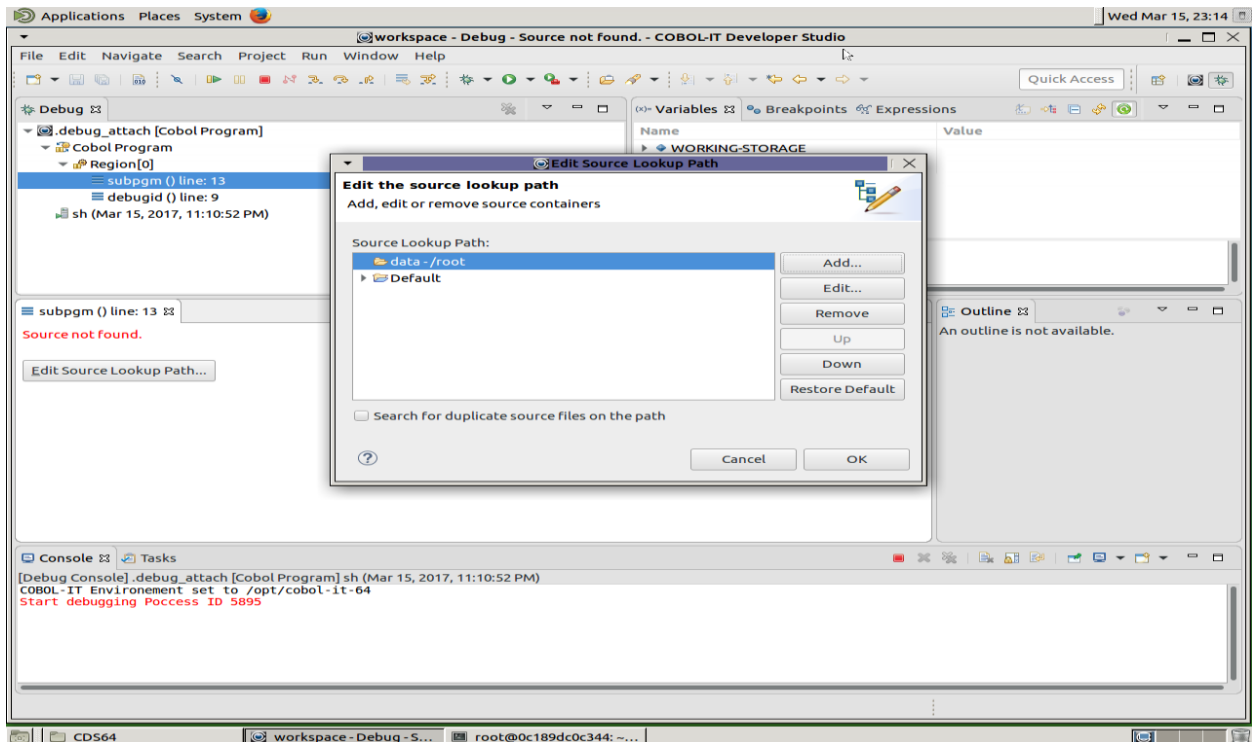 Applications Places System Wed Mar 15, 23:14
workspace - Debug - Source not found. - COBOL-IT Developer Studio
File Edit Navigate Search Project Run Window Help
Quick Access
Debug
(x)= Variables Breakpoints Expressions
.debug_attach [Cobol Program]
Cobol Program
Region[0]
subpgm () line: 13
debugid () line: 9
sh (Mar 15, 2017, 11:10:52 PM)
Name Value
WORKING-STORAGE
Edit Source Lookup Path
Edit the source lookup path
Add, edit or remove source containers
Source Lookup Path:
data - /root
Default
Add...
Edit...
Remove
Up
Down
Restore Default
Search for duplicate source files on the path
Cancel OK
subpgm () line: 13
Source not found.
Edit Source Lookup Path...
Outline
An outline is not available.
Console Tasks
[Debug Console] .debug_attach [Cobol Program] sh (Mar 15, 2017, 11:10:52 PM)
COBOL-IT Environement set to /opt/cobol-it-64
Start debugging Poccess ID 5895
CDS64 workspace - Debug - S... root@0c189dc0c344: ~...